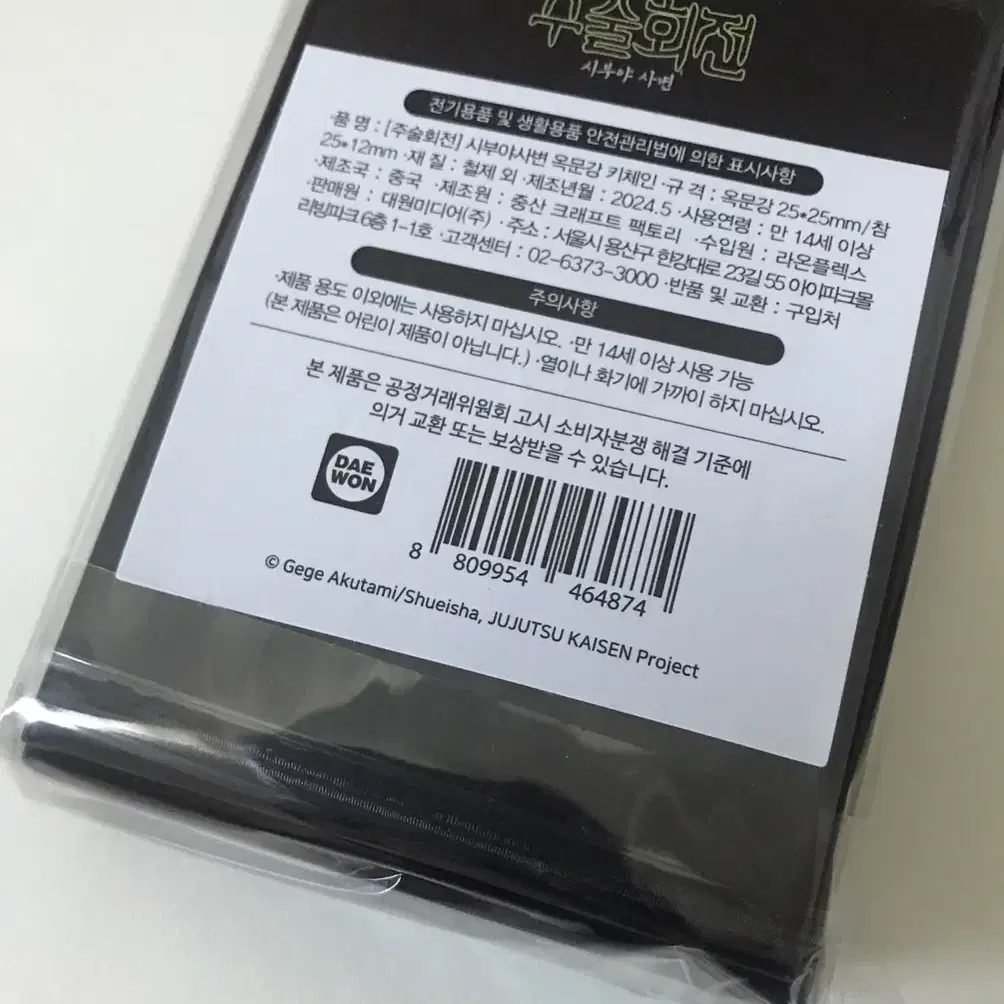 주술회전
시부야 사변
전기용품 및 생활용품 안전관리법에 의한 표시사항
·품 명 : [주술회전] 시부야사변 옥문강 키체인 ·규 격 : 옥문강 25*25mm/참
25*12mm ·재 질 : 철제 외 ·제조년월 : 2024.5 ·사용연령 : 만 14세 이상
·제조국 : 중국 ·제조원 : 중산 크래프트 팩토리 ·수입원 : 라온플렉스
·판매원 : 대원미디어(주) ·주소 : 서울시 용산구 한강대로 23길 55 아이파크몰
리빙파크 6층 1-1호 ·고객센터 : 02-6373-3000 ·반품 및 교환 : 구입처
주의사항
·제품 용도 이외에는 사용하지 마십시오. ·만 14세 이상 사용 가능
(본 제품은 어린이 제품이 아닙니다.) ·열이나 화기에 가까이 하지 마십시오.
본 제품은 공정거래위원회 고시 소비자분쟁 해결 기준에
의거 교환 또는 보상받을 수 있습니다.
DAE
WON
8 809954 464874
© Gege Akutami/Shueisha, JUJUTSU KAISEN Project